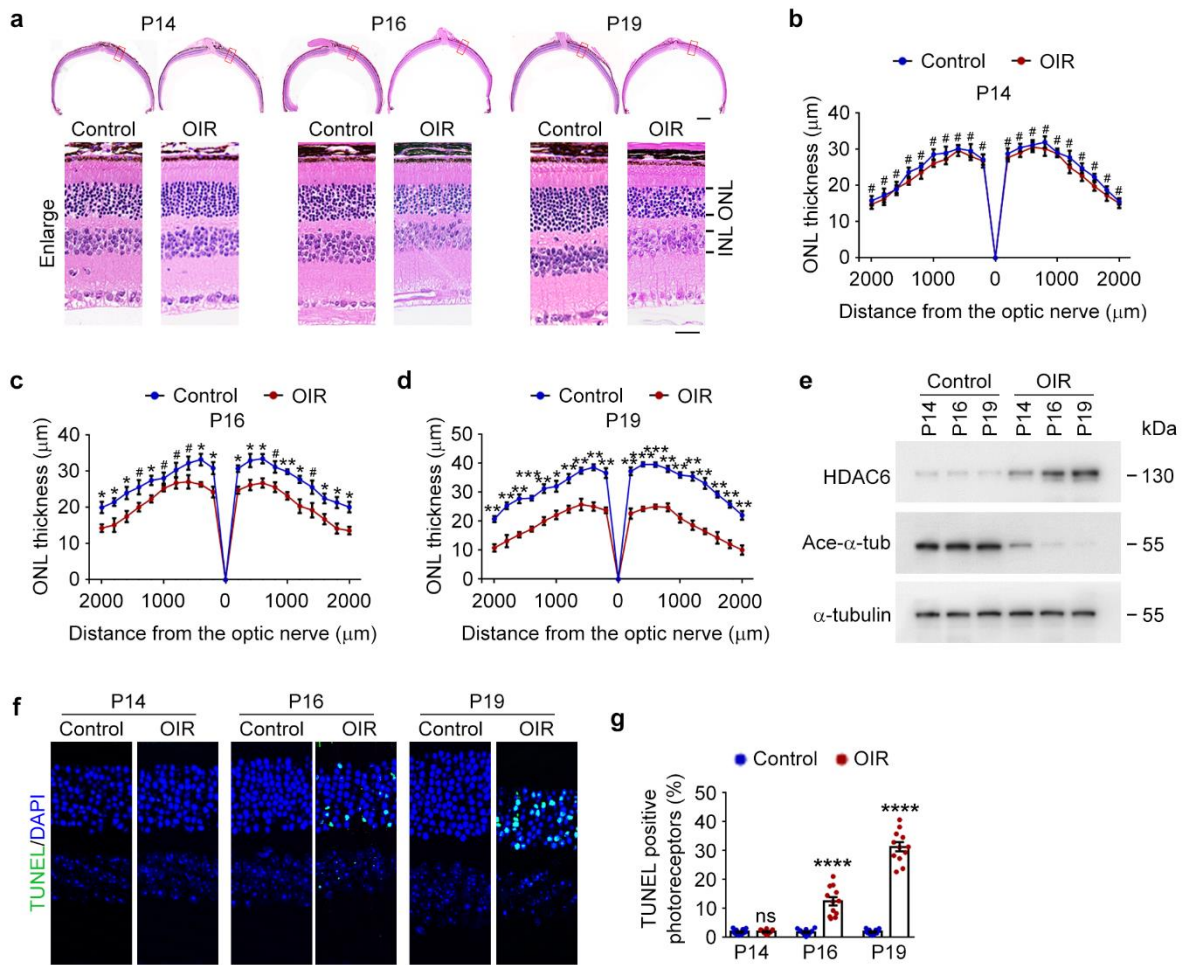 a
P14 P16 P19
Control OIR Control OIR Control OIR
Enlarge
ONL
INL
b
Control OIR
P14
ONL thickness (μm)
40
30
20
10
0
# # # # # # # # # # # # # # # # # # # #
2000 1000 0 1000 2000
Distance from the optic nerve (μm)
c
Control OIR
P16
ONL thickness (μm)
40
30
20
10
0
2000 1000 0 1000 2000
Distance from the optic nerve (μm)
d
Control OIR
P19
ONL thickness (μm)
50
40
30
20
10
0
2000 1000 0 1000 2000
Distance from the optic nerve (μm)
e
Control OIR
P14 P16 P19 P14 P16 P19 kDa
HDAC6 130
Ace-α-tub 55
α-tubulin 55
f
P14 P16 P19
Control OIR Control OIR Control OIR
TUNEL/DAPI
g
Control OIR
TUNEL positive
photoreceptors (%)
50
40
30
20
10
0
ns **** ****
P14 P16 P19